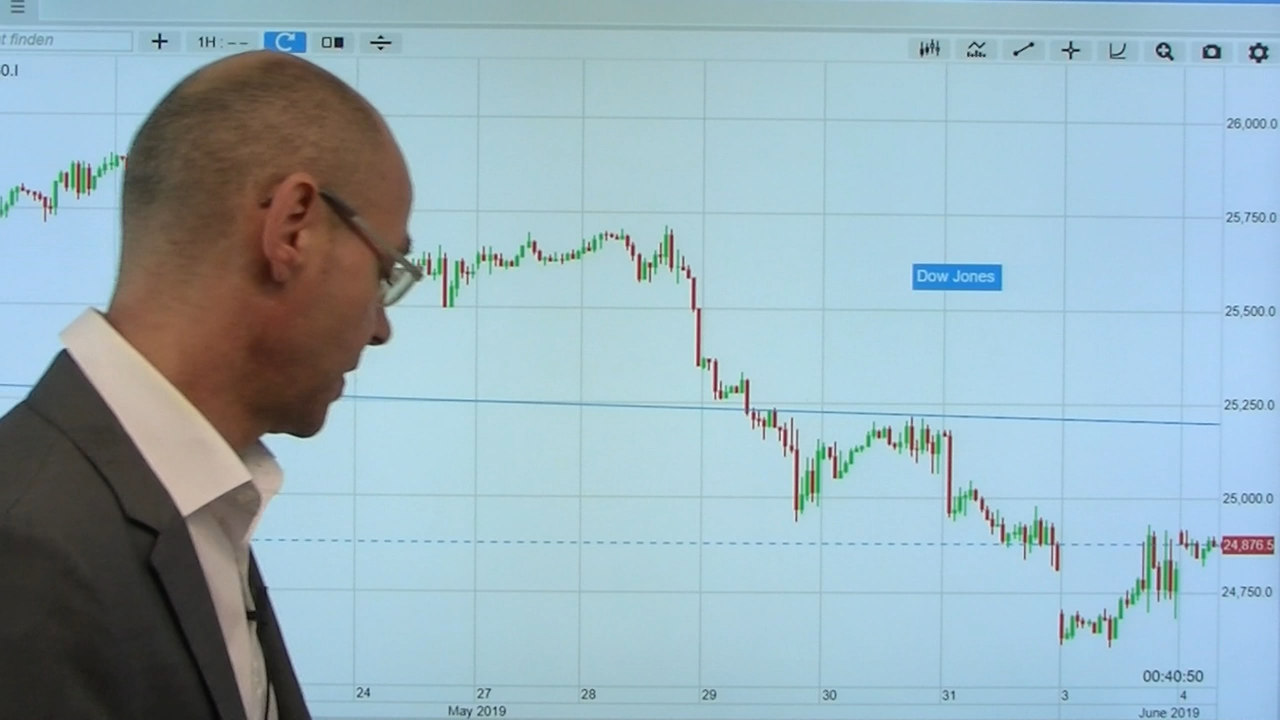 t finden
1H : --
0.I
26,000.0
25,750.0
Dow Jones
25,500.0
25,250.0
25,000.0
24,876.5
24,750.0
00:40:50
24 27 28 29 30 31 3 4
May 2019 June 2019